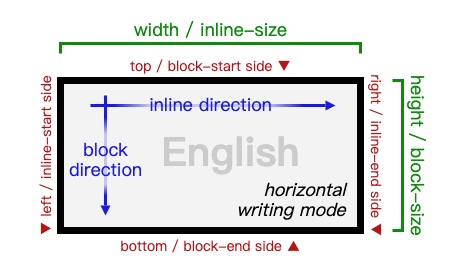 width / inline-size
top / block-start side ▼
left / inline-start side ▼
inline direction
right / inline-end side ▲
height / block-size
English
block
direction
horizontal
writing mode
bottom / block-end side ▲